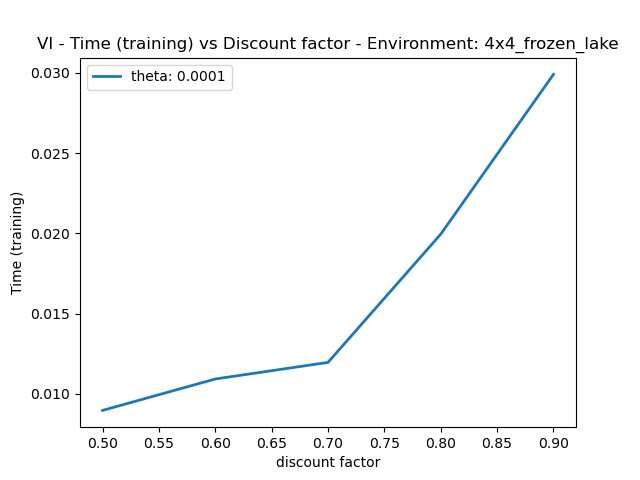 VI - Time (training) vs Discount factor - Environment: 4x4_frozen_lake
theta: 0.0001
0.030
0.025
0.020
0.015
0.010
Time (training)
0.50 0.55 0.60 0.65 0.70 0.75 0.80 0.85 0.90
discount factor